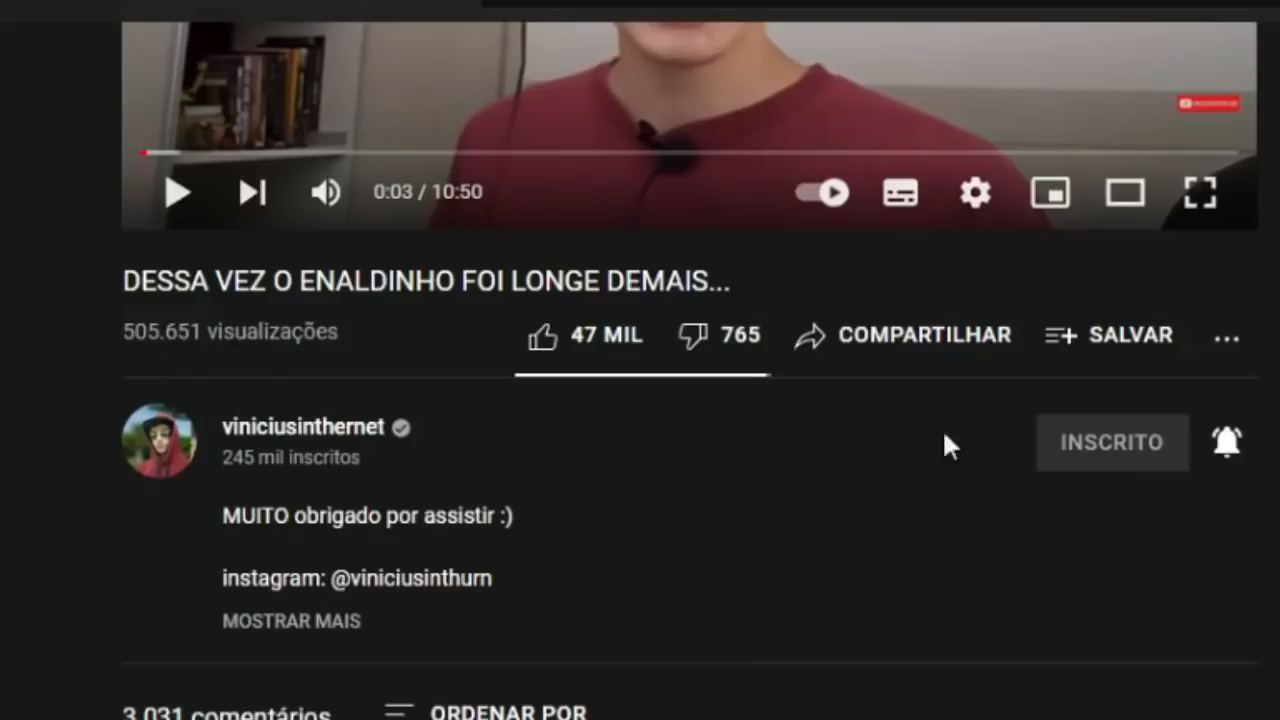 0:03 / 10:50
DESSA VEZ O ENALDINHO FOI LONGE DEMAIS...
505.651 visualizações
47 MIL
765
COMPARTILHAR
SALVAR
viniciusinthernet
245 mil inscritos
INSCRITO
MUITO obrigado por assistir :)
instagram: @viniciusinthurn
MOSTRAR MAIS
3.031 comentários
ORDENAR POR